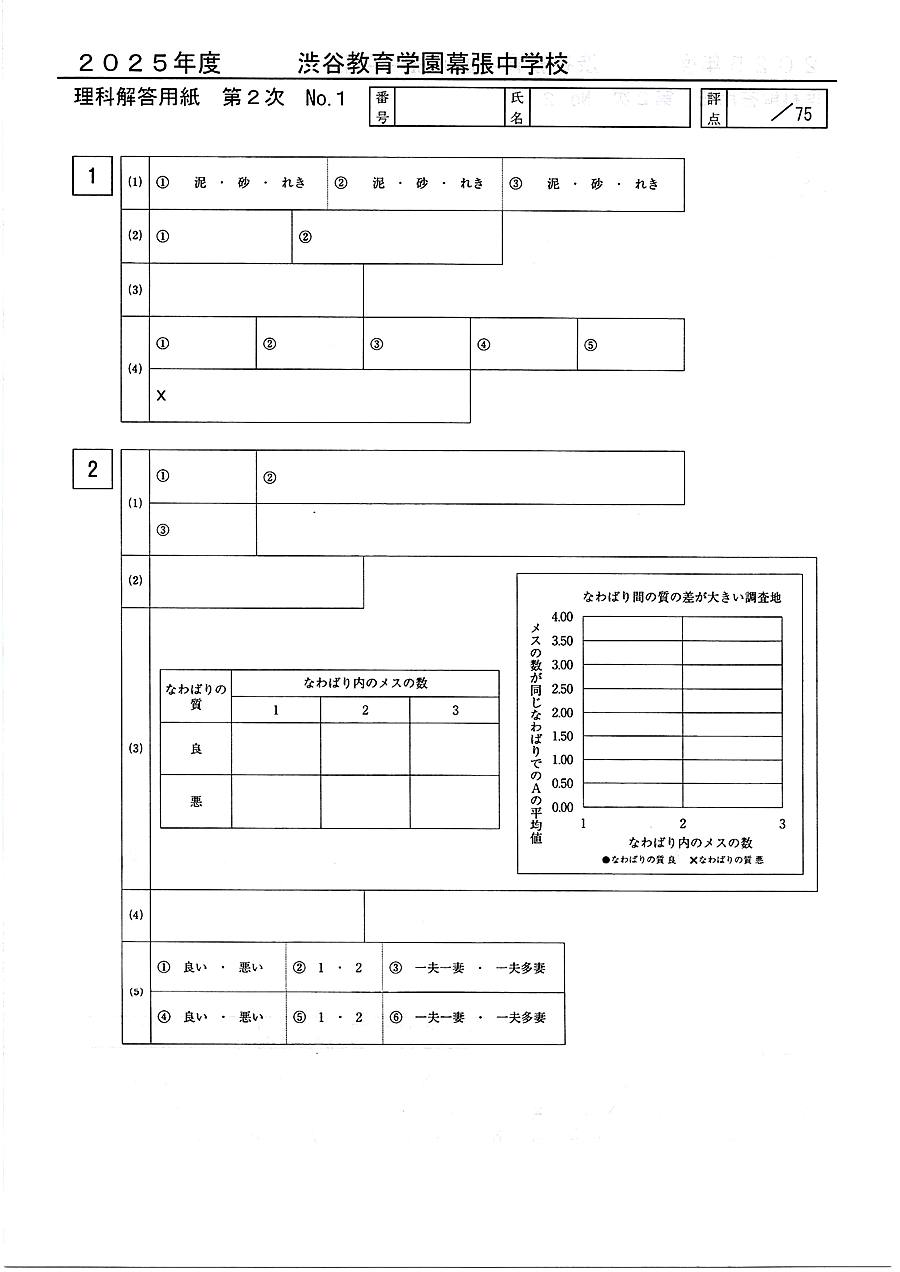 2025年度 渋谷教育学園幕張中学校
理科解答用紙 第2次 No.1 番号 氏名 評点 /75
1
(1) ① 泥 ・ 砂 ・ れき ② 泥 ・ 砂 ・ れき ③ 泥 ・ 砂 ・ れき
(2) ① ②
(3)
(4) ① ② ③ ④ ⑤
X
2
(1) ① ②
③
(2)
(3)
なわばりの質 なわばり内のメスの数
1 2 3
良
悪
なわばり間の質の差が大きい調査地
メスの数が同じなわばりでのAの平均値
4.00
3.50
3.00
2.50
2.00
1.50
1.00
0.50
0.00
1 2 3
なわばり内のメスの数
●なわばりの質 良 ×なわばりの質 悪
(4)
(5) ① 良い ・ 悪い ② 1 ・ 2 ③ 一夫一妻 ・ 一夫多妻
④ 良い ・ 悪い ⑤ 1 ・ 2 ⑥ 一夫一妻 ・ 一夫多妻